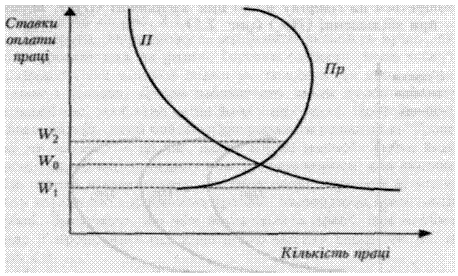 Ставки
оплати
праці
П
Пр
W2
W0
W1
Кількість праці